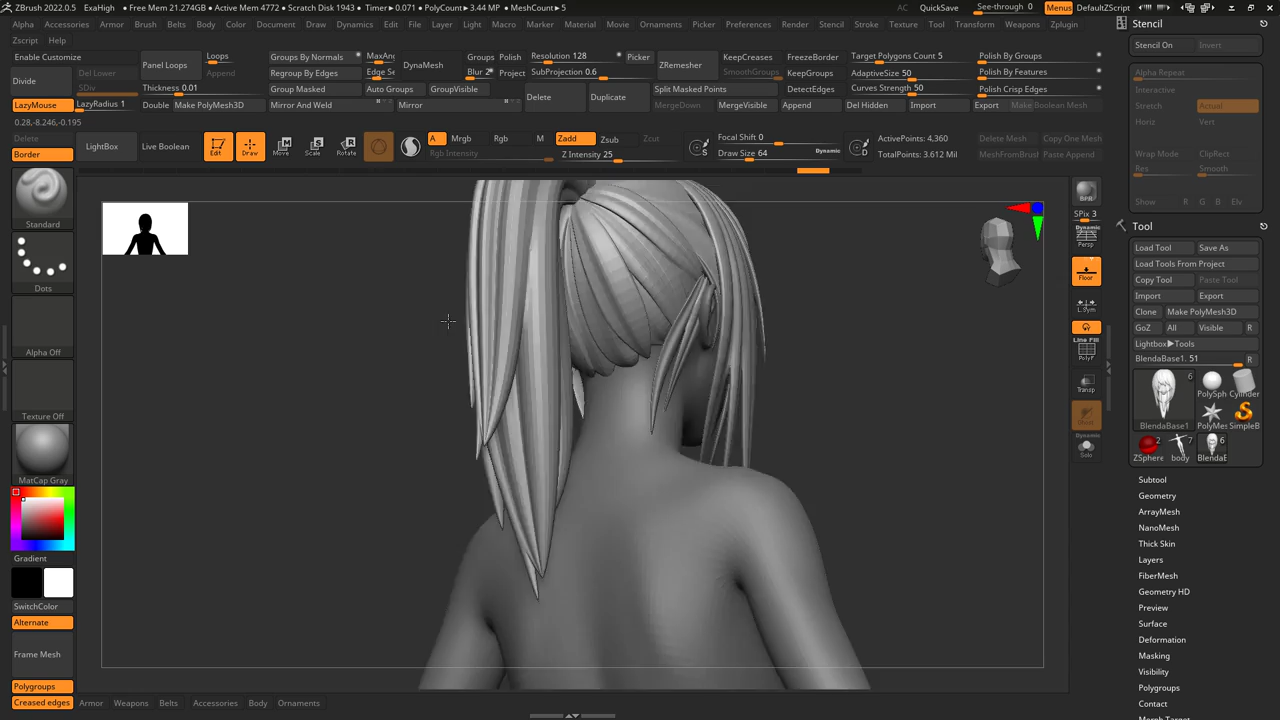 ZBrush 2022.0.5 ExaHigh • Free Mem 21.274GB • Active Mem 4772 • Scratch Disk 1943 • Timer▶0.071 • PolyCount▶3.44 MP • MeshCount▶5 AC QuickSave See-through 0 Menus DefaultZScript
Alpha Accessories Armor Brush Belts Body Color Document Draw Dynamics Edit File Layer Light Macro Marker Material Movie Ornaments Picker Preferences Render Stencil Stroke Texture Tool Transform Weapons Zplugin
Zscript Help
Enable Customize
Divide
Del Lower
SDiv
Panel Loops
Loops
Append
Thickness 0.01
Groups By Normals
MaxAng
Regroup By Edges
Edge Se
Group Masked
Auto Groups
Groups
Polish
Blur 2
Project
GroupVisible
DynaMesh
Resolution 128
SubProjection 0.6
Picker
Delete
Duplicate
ZRemesher
KeepCreases
SmoothGroups
FreezeBorder
KeepGroups
DetectEdges
Split Masked Points
Target Polygons Count 5
AdaptiveSize 50
Curves Strength 50
Polish By Groups
Polish By Features
Polish Crisp Edges
LazyMouse
LazyRadius 1
Double
Make PolyMesh3D
Mirror And Weld
Mirror
MergeDown
MergeVisible
Append
Del Hidden
Import
Export
Make Boolean Mesh
0.28,-8.246,-0.195
Delete
Border
LightBox
Live Boolean
Edit
Draw
Move
Scale
Rotate
A
Mrgb
Rgb
M
Rgb Intensity
Zadd
Zsub
Zcut
Z Intensity 25
S
Focal Shift 0
Draw Size 64
Dynamic
D
ActivePoints: 4,360
TotalPoints: 3.612 Mil
Delete Mesh
Copy One Mesh
MeshFromBrush
Paste Append
Standard
Dots
Alpha Off
Texture Off
MatCap Gray
Gradient
SwitchColor
Alternate
Frame Mesh
Polygroups
Creased edges
Armor
Weapons
Belts
Accessories
Body
Ornaments
BPR
SPix 3
Dynamic
Persp
Floor
L.Sym
Line Fill
PolyF
Transp
Dynamic
Solo
Stencil
Stencil On
Invert
Alpha Repeat
Interactive
Stretch
Actual
Horiz
Vert
Wrap Mode
ClipRect
Res
Smooth
Show
R
G
B
Elv
Tool
Load Tool
Save As
Load Tools From Project
Copy Tool
Paste Tool
Import
Export
Clone
Make PolyMesh3D
GoZ
All
Visible
R
Lightbox▶Tools
BlendaBase1. 51
R
6
BlendaBase1
PolySph
Cylinder
PolyMes
SimpleB
2
ZSphere
7
body
6
BlendaE
Subtool
Geometry
ArrayMesh
NanoMesh
Thick Skin
Layers
FiberMesh
Geometry HD
Preview
Surface
Deformation
Masking
Visibility
Polygroups
Contact
Morph Target